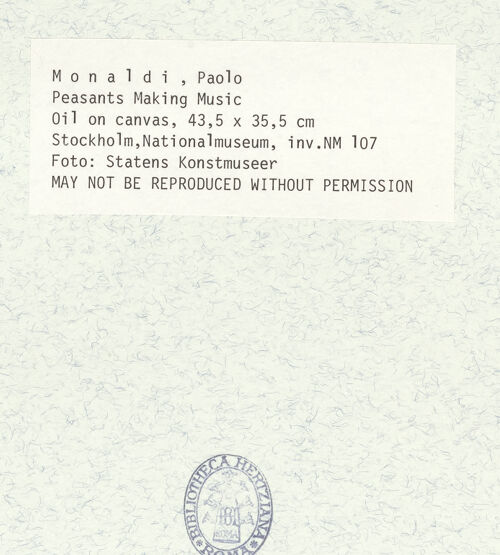 M o n a l d i , Paolo
Peasants Making Music
Oil on canvas, 43,5 x 35,5 cm
Stockholm,Nationalmuseum, inv.NM 107
Foto: Statens Konstmuseer
MAY NOT BE REPRODUCED WITHOUT PERMISSION
BIBLIOTHECA HERTZIANA
ROMA